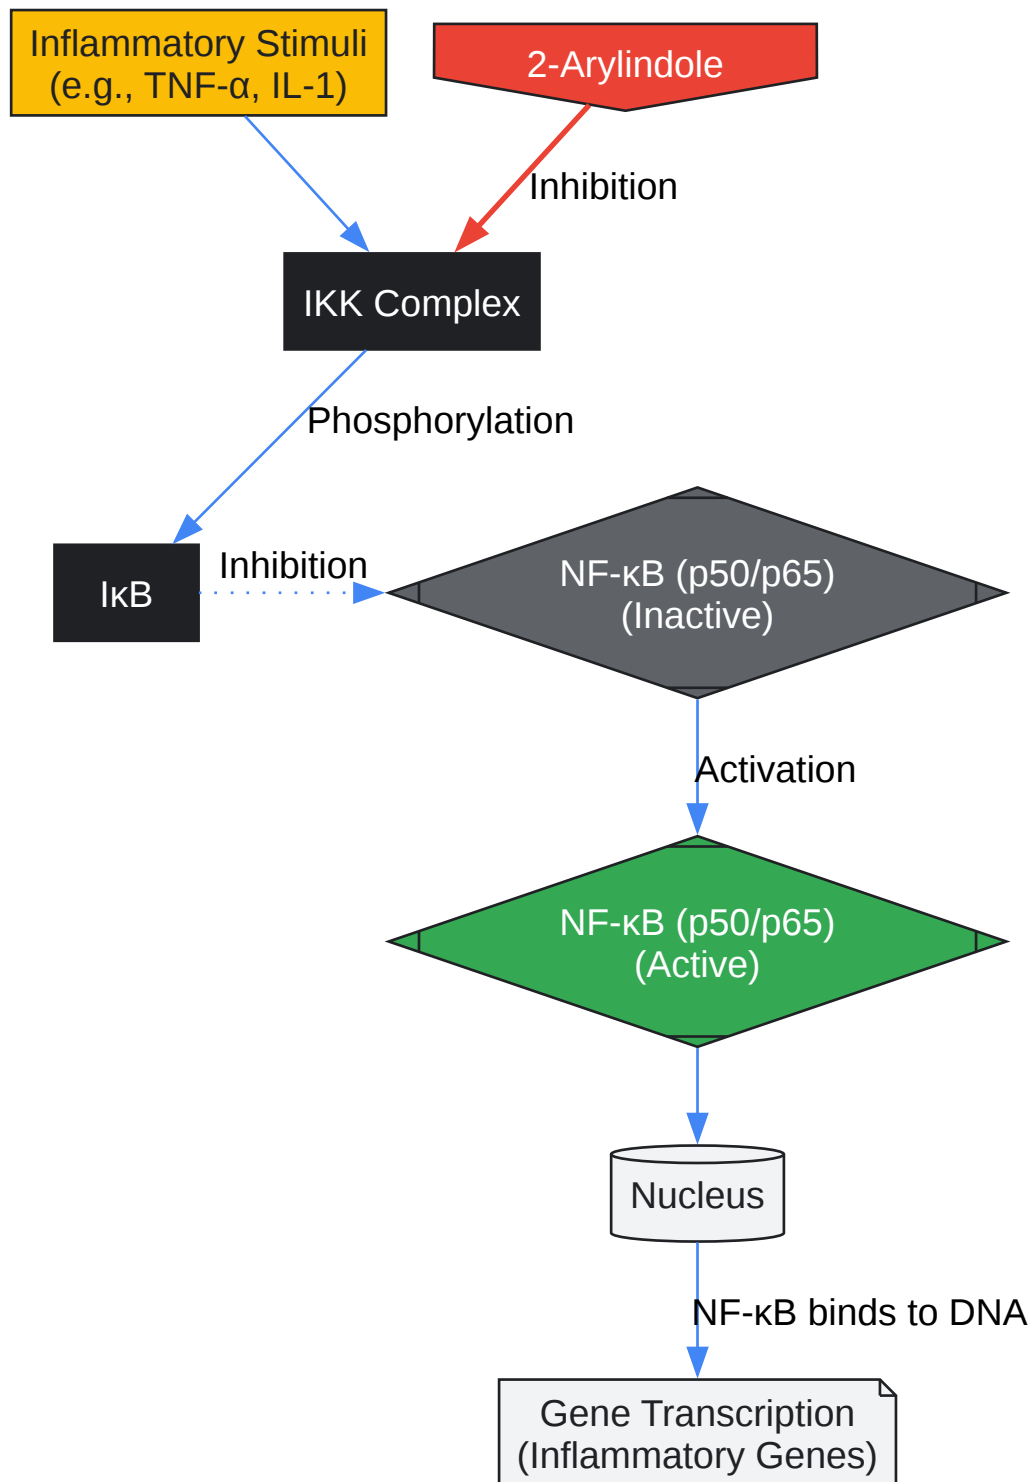 Inflammatory Stimuli
(e.g., TNF-α, IL-1)
2-Arylindole
Inhibition
IKK Complex
Phosphorylation
IκB
Inhibition
NF-κB (p50/p65)
(Inactive)
Activation
NF-κB (p50/p65)
(Active)
Nucleus
NF-κB binds to DNA
Gene Transcription
(Inflammatory Genes)